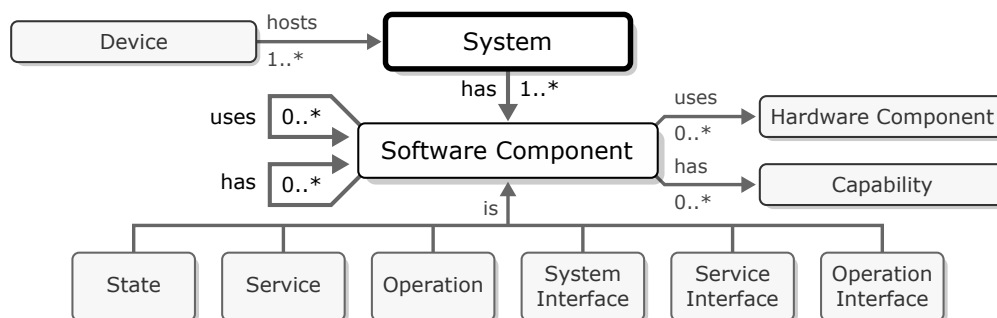 Device
hosts
1..*
System
has 1..*
uses 0..*
has 0..*
Software Component
uses
0..*
Hardware Component
has
0..*
Capability
is
State
Service
Operation
System
Interface
Service
Interface
Operation
Interface